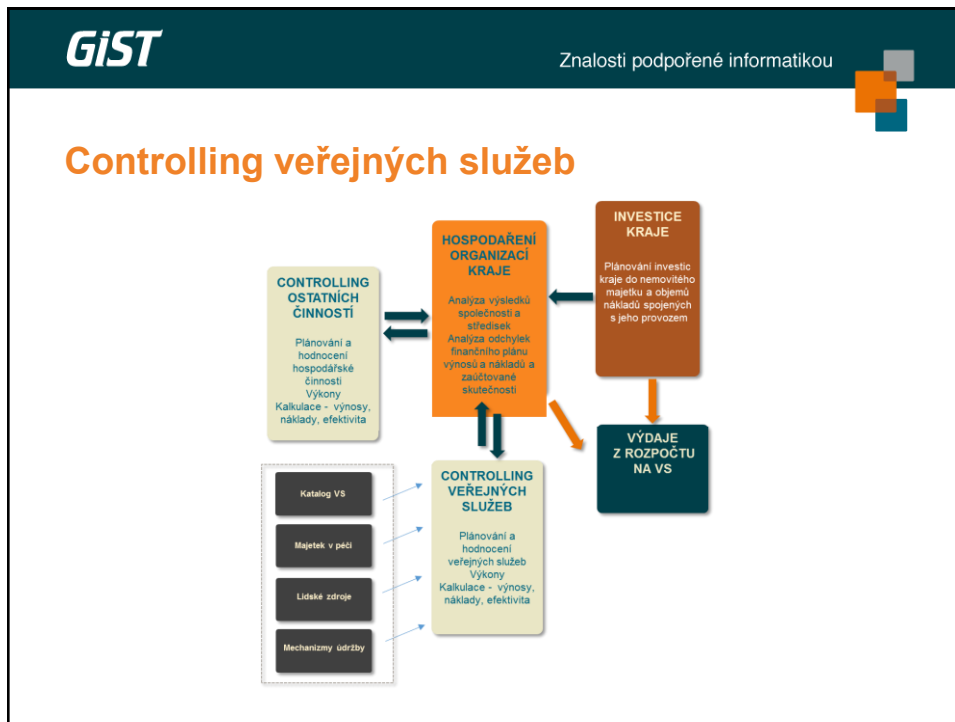 GiST
Znalosti podpořené informatikou
Controlling veřejných služeb
CONTROLLING
OSTATNÍCH
ČINNOSTÍ
Plánování a
hodnocení
hospodářské
činnosti
Výkony
Kalkulace - výnosy,
náklady, efektivita
HOSPODAŘENÍ
ORGANIZACÍ
KRAJE
Analýza výsledků
společnosti a
středisek
Analýza odchylek
finančního plánu
výnosů a nákladů a
zaúčtované
skutečnosti
INVESTICE
KRAJE
Plánování investic
kraje do nemovitého
majetku a objemů
nákladů spojených
s jeho provozem
VÝDAJE
Z ROZPOČTU
NA VS
Katalog VS
Majetek v péči
Lidské zdroje
Mechanizmy údržby
CONTROLLING
VEŘEJNÝCH
SLUŽEB
Plánování a
hodnocení
veřejných služeb
Výkony
Kalkulace - výnosy,
náklady, efektivita